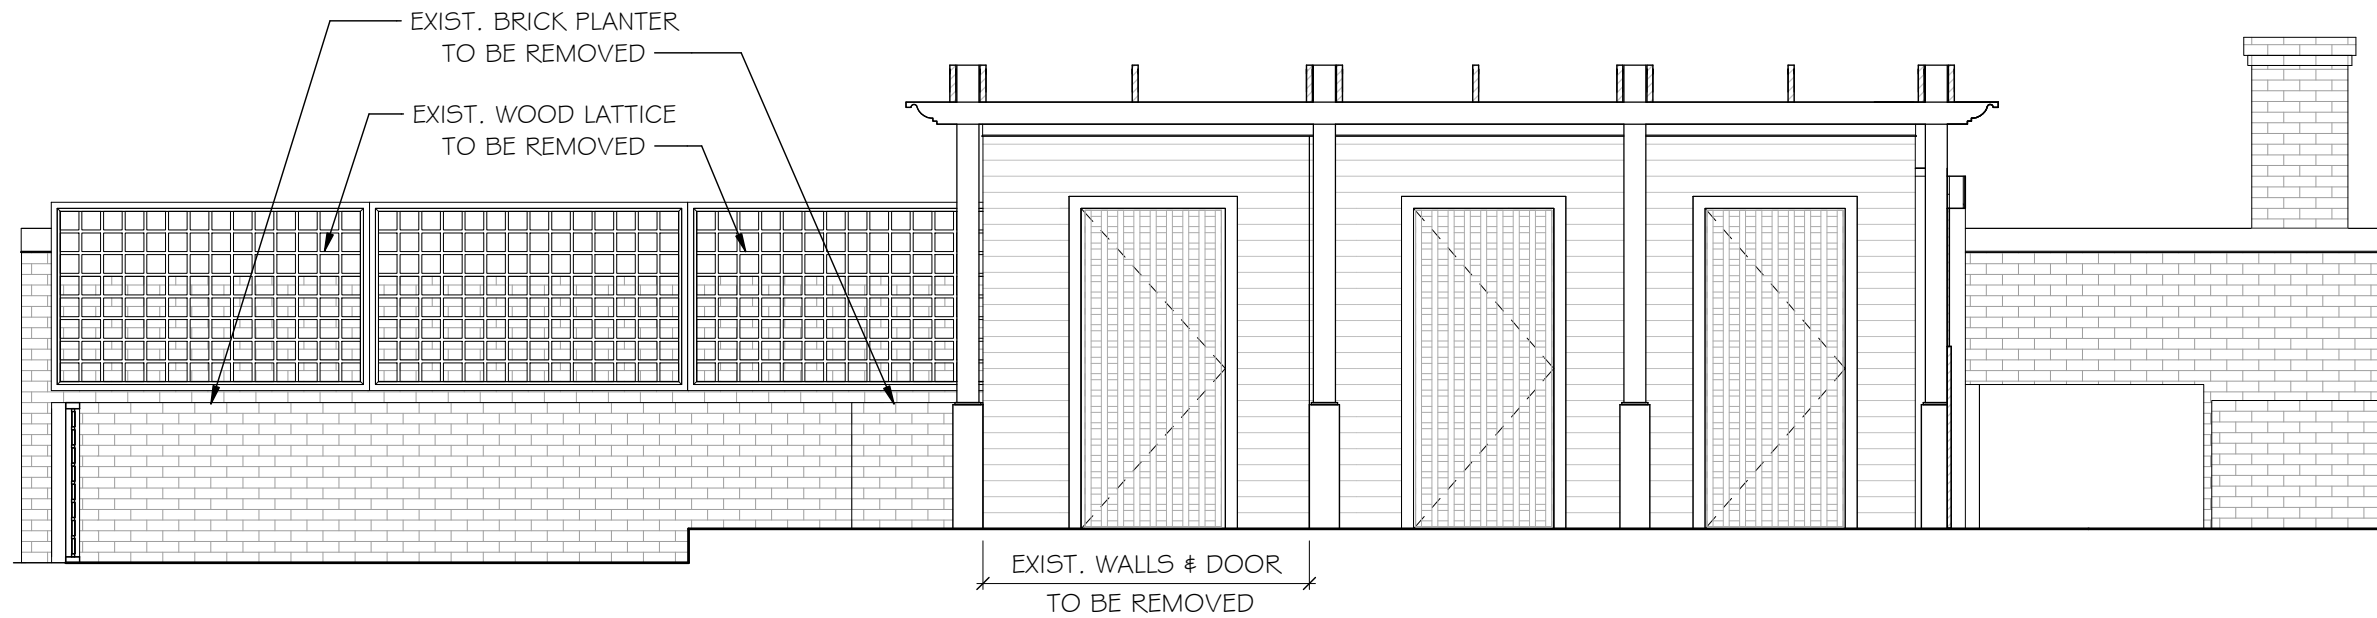 EXIST. BRICK PLANTER
TO BE REMOVED
EXIST. WOOD LATTICE
TO BE REMOVED
EXIST. WALLS & DOOR
TO BE REMOVED